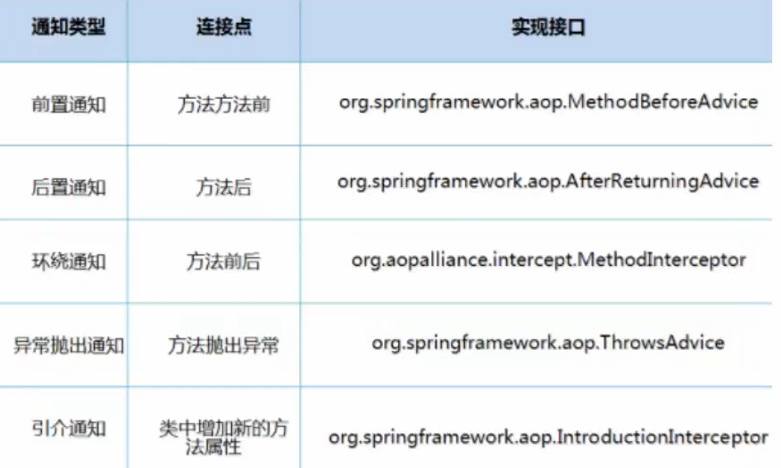 通知类型 连接点 实现接口
前置通知 方法方法前 org.springframework.aop.MethodBeforeAdvice
后置通知 方法后 org.springframework.aop.AfterReturningAdvice
环绕通知 方法前后 org.aopalliance.intercept.MethodInterceptor
异常抛出通知 方法抛出异常 org.springframework.aop.ThrowsAdvice
引介通知 类中增加新的方
法属性 org.springframework.aop.IntroductionInterceptor